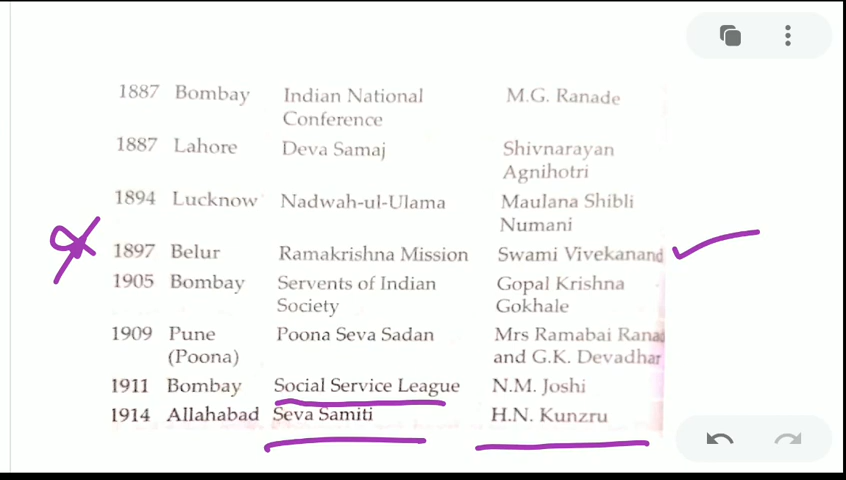 1887 Bombay Indian National M.G. Ranade
Conference
1887 Lahore Deva Samaj Shivnarayan
Agnihotri
1894 Lucknow Nadwah-ul-Ulama Maulana Shibli
Numani
1897 Belur Ramakrishna Mission Swami Vivekanand
1905 Bombay Servents of Indian Gopal Krishna
Society Gokhale
1909 Pune Poona Seva Sadan Mrs Ramabai Rana
(Poona) and G.K. Devadhar
1911 Bombay Social Service League N.M. Joshi
1914 Allahabad Seva Samiti H.N. Kunzru